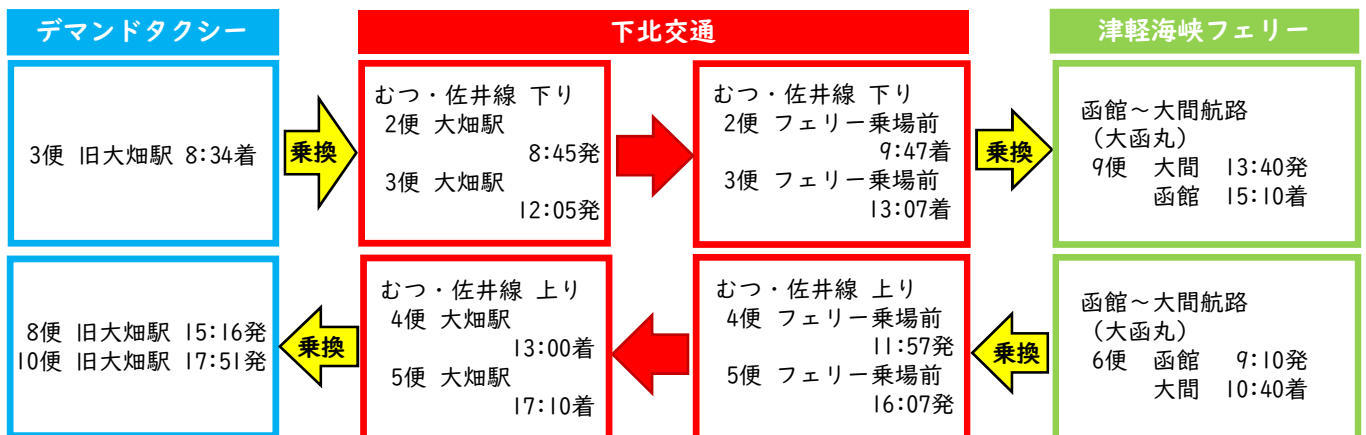 デマンドタクシー
下北交通
津軽海峡フェリー
3便 旧大畑駅 8:34着
乗換
むつ・佐井線 下り
2便 大畑駅
8:45発
3便 大畑駅
12:05発
むつ・佐井線 下り
2便 フェリー乗場前
9:47着
3便 フェリー乗場前
13:07着
乗換
函館~大間航路
(大函丸)
9便 大間 13:40発
函館 15:10着
8便 旧大畑駅 15:16発
10便 旧大畑駅 17:51発
乗換
むつ・佐井線 上り
4便 大畑駅
13:00着
5便 大畑駅
17:10着
むつ・佐井線 上り
4便 フェリー乗場前
11:57発
5便 フェリー乗場前
16:07発
乗換
函館~大間航路
(大函丸)
6便 函館 9:10発
大間 10:40着